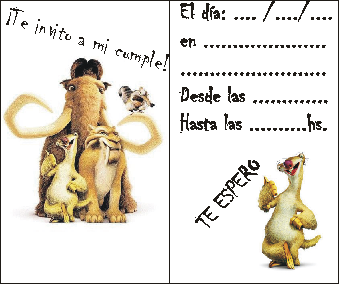 ¡Te invito a mi cumple!
El día: .... /..../....
en .....................
.........................
Desde las .............
Hasta las ..........hs.
TE ESPERO